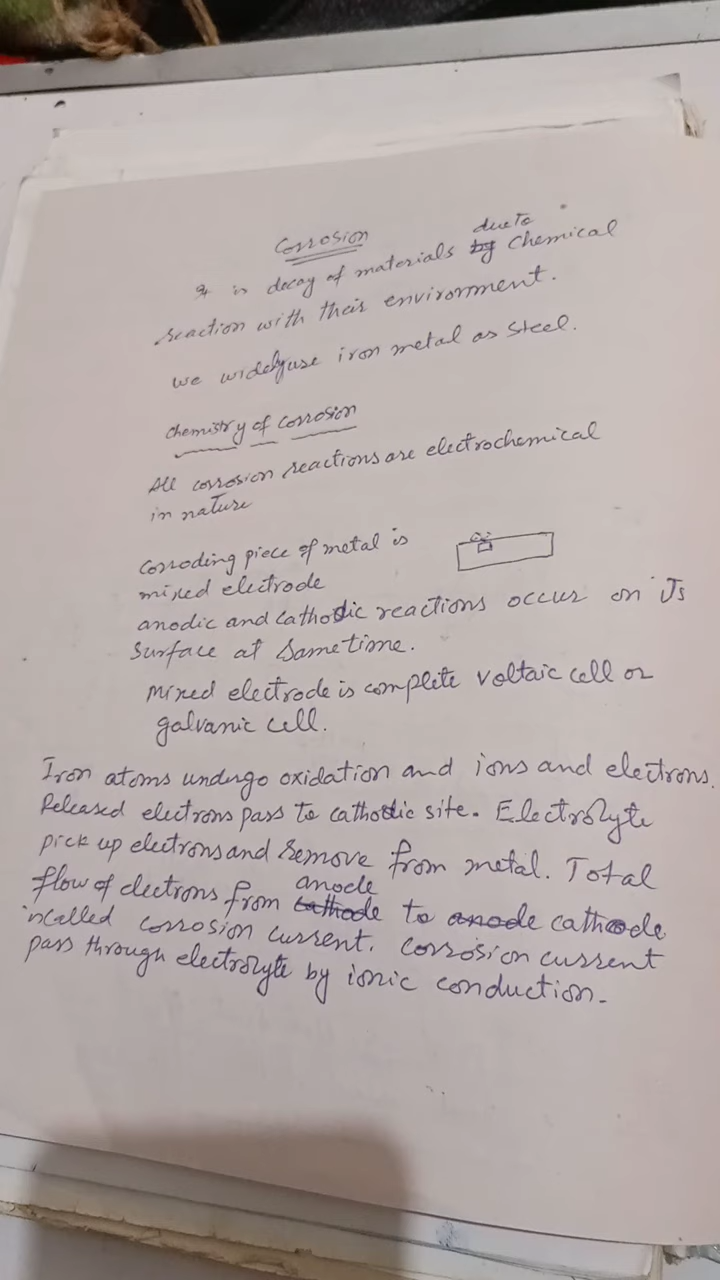 Corrosion
It is decay of materials due to Chemical
reaction with their environment.
we widely use iron metal as Steel.
Chemistry of corrosion
All corrosion reactions are electrochemical
in nature
Corroding piece of metal is
mixed electrode
anodic and cathodic reactions occur on its
surface at sametime.
Mixed electrode is complete voltaic cell or
galvanic cell.
Iron atoms undergo oxidation and ions and electrons.
Released electrons pass to cathodic site. Electrolyte
pick up electrons and remove from metal. Total
flow of electrons from anode to cathode
is called corrosion current. Corrosion current
pass through electrolyte by ionic conduction.